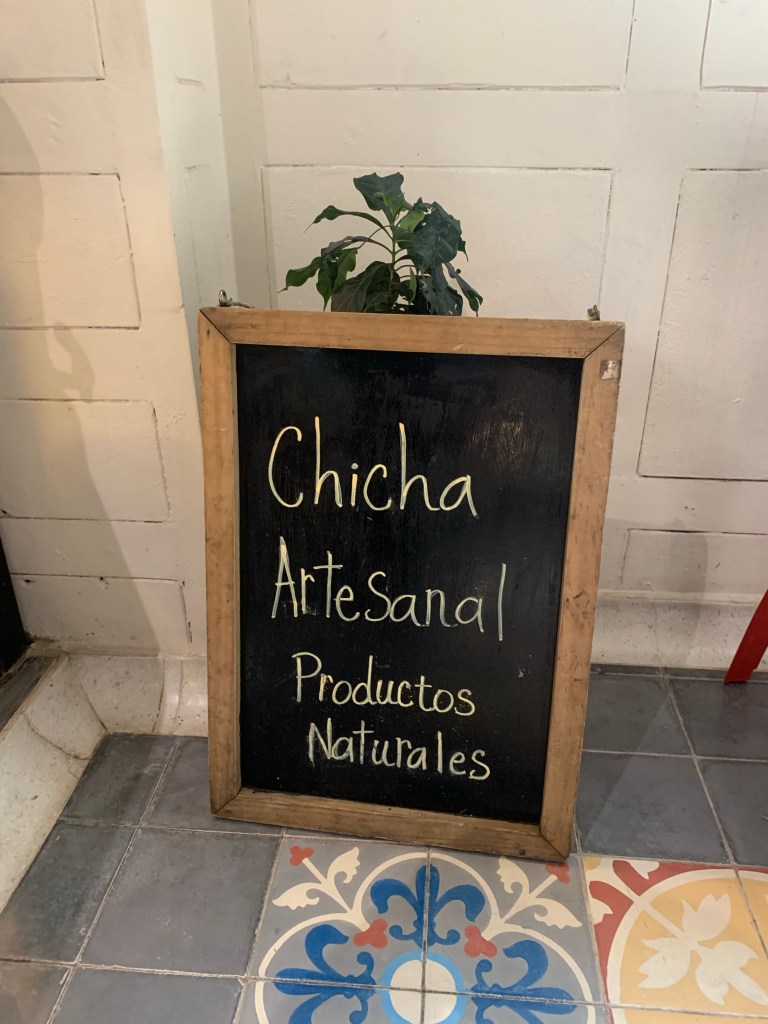 Chicha
Artesanal
Productos
Naturales